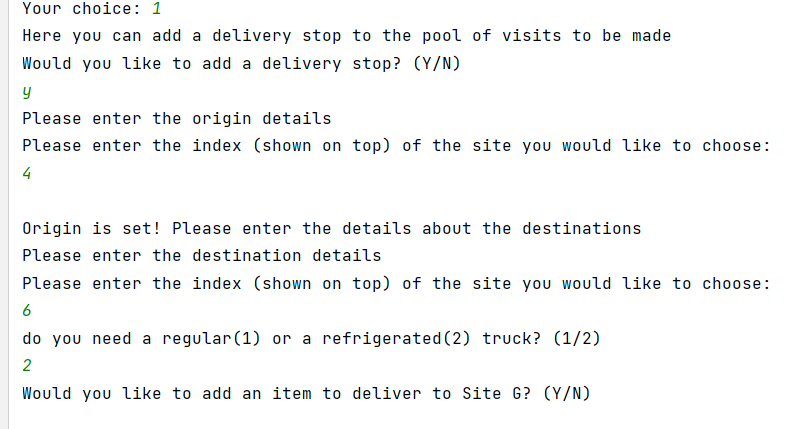 Your choice: 1
Here you can add a delivery stop to the pool of visits to be made
Would you like to add a delivery stop? (Y/N)
y
Please enter the origin details
Please enter the index (shown on top) of the site you would like to choose:
4
Origin is set! Please enter the details about the destinations
Please enter the destination details
Please enter the index (shown on top) of the site you would like to choose:
6
do you need a regular(1) or a refrigerated(2) truck? (1/2)
2
Would you like to add an item to deliver to Site G? (Y/N)